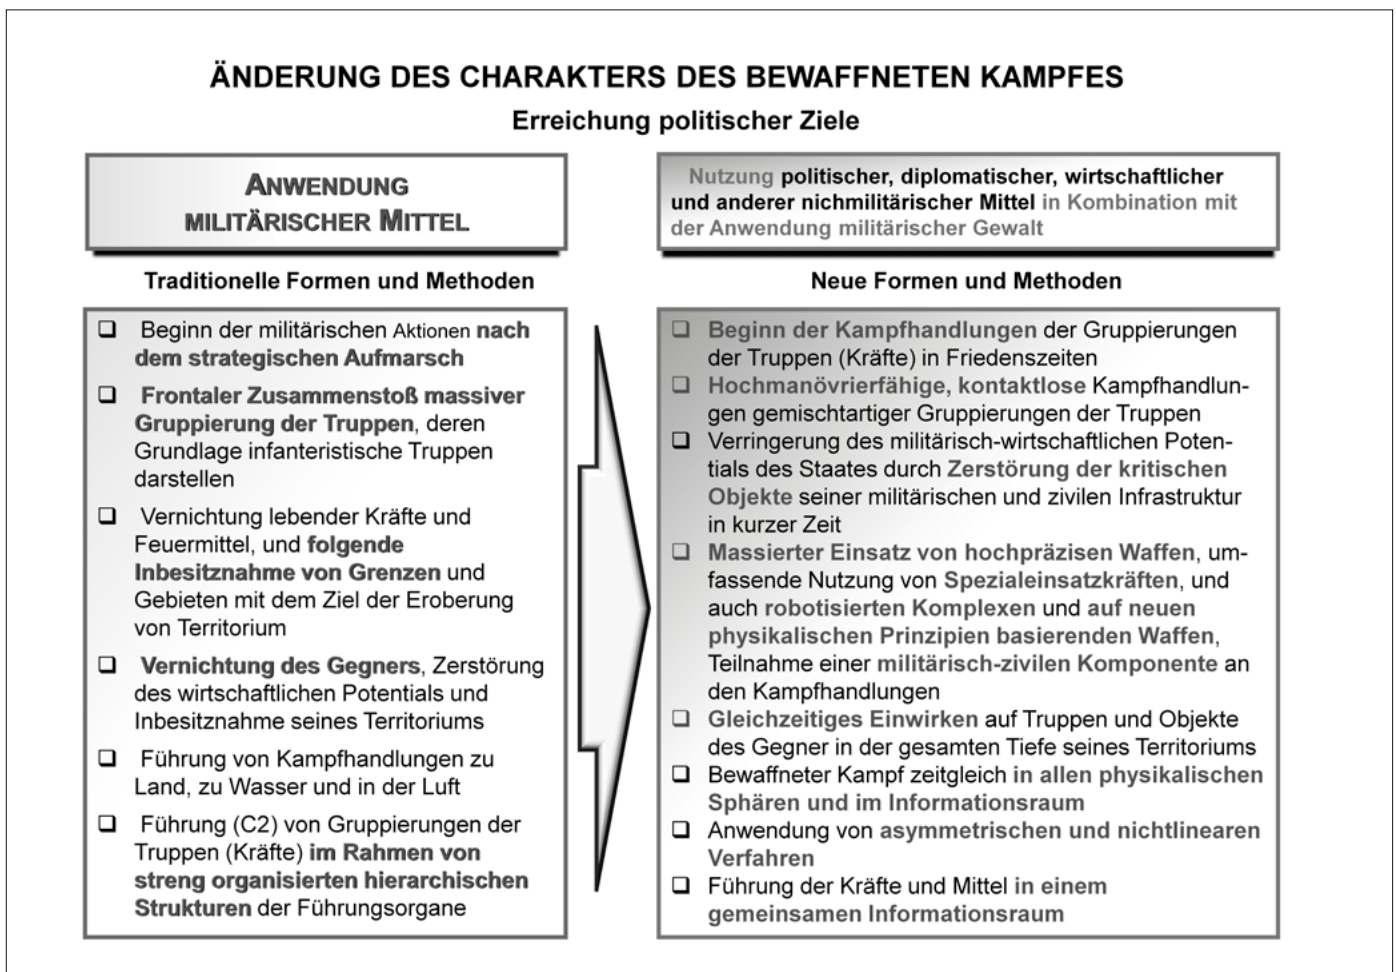 ÄNDERUNG DES CHARAKTERS DES BEWAFFNETEN KAMPFES
Erreichung politischer Ziele
ANWENDUNG
MILITÄRISCHER MITTEL
Traditionelle Formen und Methoden
❑ Beginn der militärischen Aktionen nach
dem strategischen Aufmarsch
❑ Frontaler Zusammenstoß massiver
Gruppierung der Truppen, deren
Grundlage infanteristische Truppen
darstellen
❑ Vernichtung lebender Kräfte und
Feuermittel, und folgende
Inbesitznahme von Grenzen und
Gebieten mit dem Ziel der Eroberung
von Territorium
❑ Vernichtung des Gegners, Zerstörung
des wirtschaftlichen Potentials und
Inbesitznahme seines Territoriums
❑ Führung von Kampfhandlungen zu
Land, zu Wasser und in der Luft
❑ Führung (C2) von Gruppierungen der
Truppen (Kräfte) im Rahmen von
streng organisierten hierarchischen
Strukturen der Führungsorgane
Nutzung politischer, diplomatischer, wirtschaftlicher
und anderer nichmilitärischer Mittel in Kombination mit
der Anwendung militärischer Gewalt
Neue Formen und Methoden
❑ Beginn der Kampfhandlungen der Gruppierungen
der Truppen (Kräfte) in Friedenszeiten
❑ Hochmanövrierfähige, kontaktlose Kampfhandlun-
gen gemischtartiger Gruppierungen der Truppen
❑ Verringerung des militärisch-wirtschaftlichen Poten-
tials des Staates durch Zerstörung der kritischen
Objekte seiner militärischen und zivilen Infrastruktur
in kurzer Zeit
❑ Massierter Einsatz von hochpräzisen Waffen, um-
fassende Nutzung von Spezialeinsatzkräften, und
auch robotisierten Komplexen und auf neuen
physikalischen Prinzipien basierenden Waffen,
Teilnahme einer militärisch-zivilen Komponente an
den Kampfhandlungen
❑ Gleichzeitiges Einwirken auf Truppen und Objekte
des Gegner in der gesamten Tiefe seines Territoriums
❑ Bewaffneter Kampf zeitgleich in allen physikalischen
Sphären und im Informationsraum
❑ Anwendung von asymmetrischen und nichtlinearen
Verfahren
❑ Führung der Kräfte und Mittel in einem
gemeinsamen Informationsraum